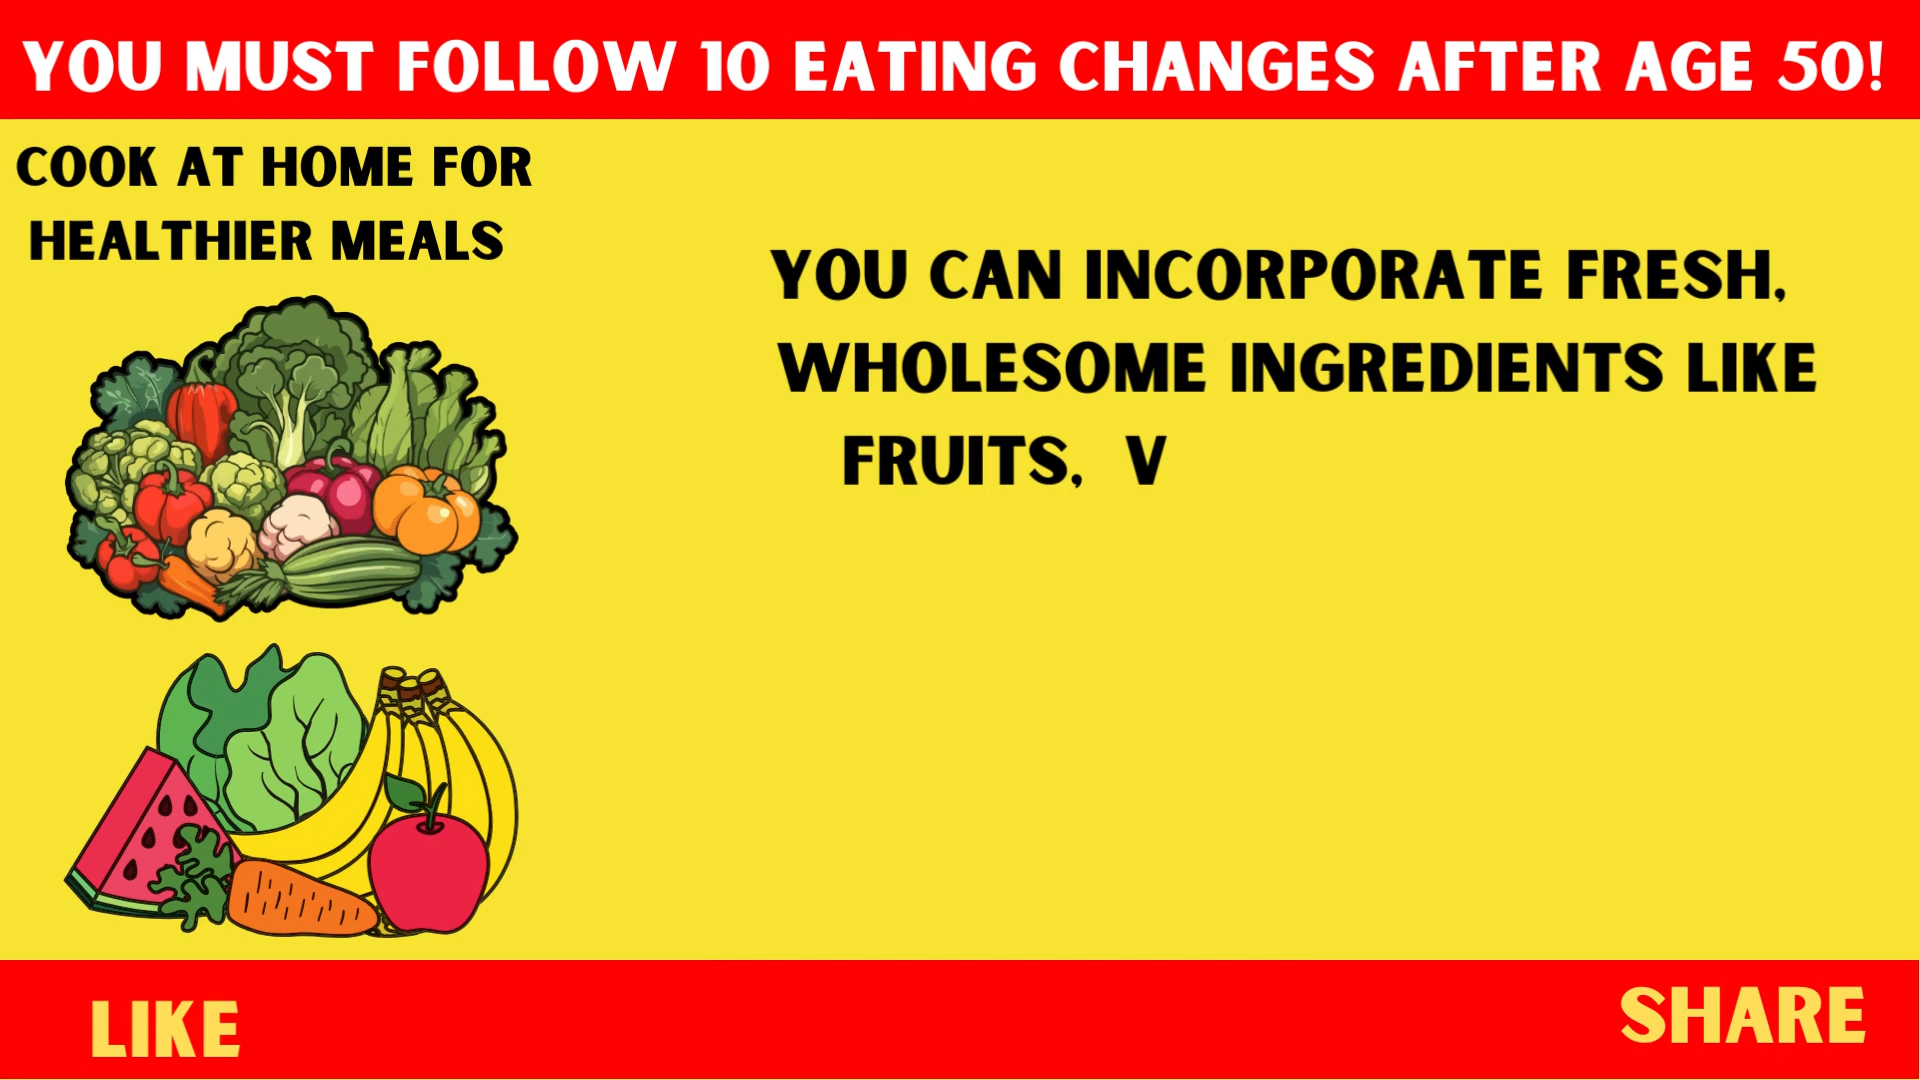 YOU MUST FOLLOW 10 EATING CHANGES AFTER AGE 50!
COOK AT HOME FOR
HEALTHIER MEALS
YOU CAN INCORPORATE FRESH,
WHOLESOME INGREDIENTS LIKE
FRUITS, V
LIKE
SHARE